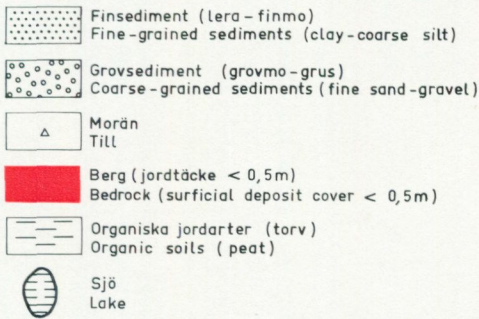 Finsediment (lera-finmo)
Fine-grained sediments (clay-coarse silt)
Grovsediment (grovmo-grus)
Coarse-grained sediments (fine sand-gravel)
Morän
Till
Berg (jordtäcke < 0,5m)
Bedrock (surficial deposit cover < 0,5m)
Organiska jordarter (torv)
Organic soils (peat)
Sjö
Lake